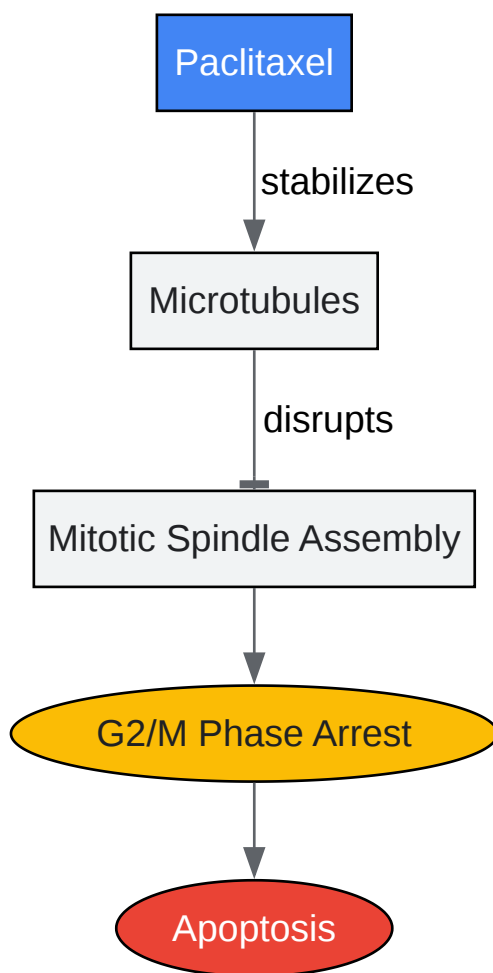 Paclitaxel
stabilizes
Microtubules
disrupts
Mitotic Spindle Assembly
G2/M Phase Arrest
Apoptosis